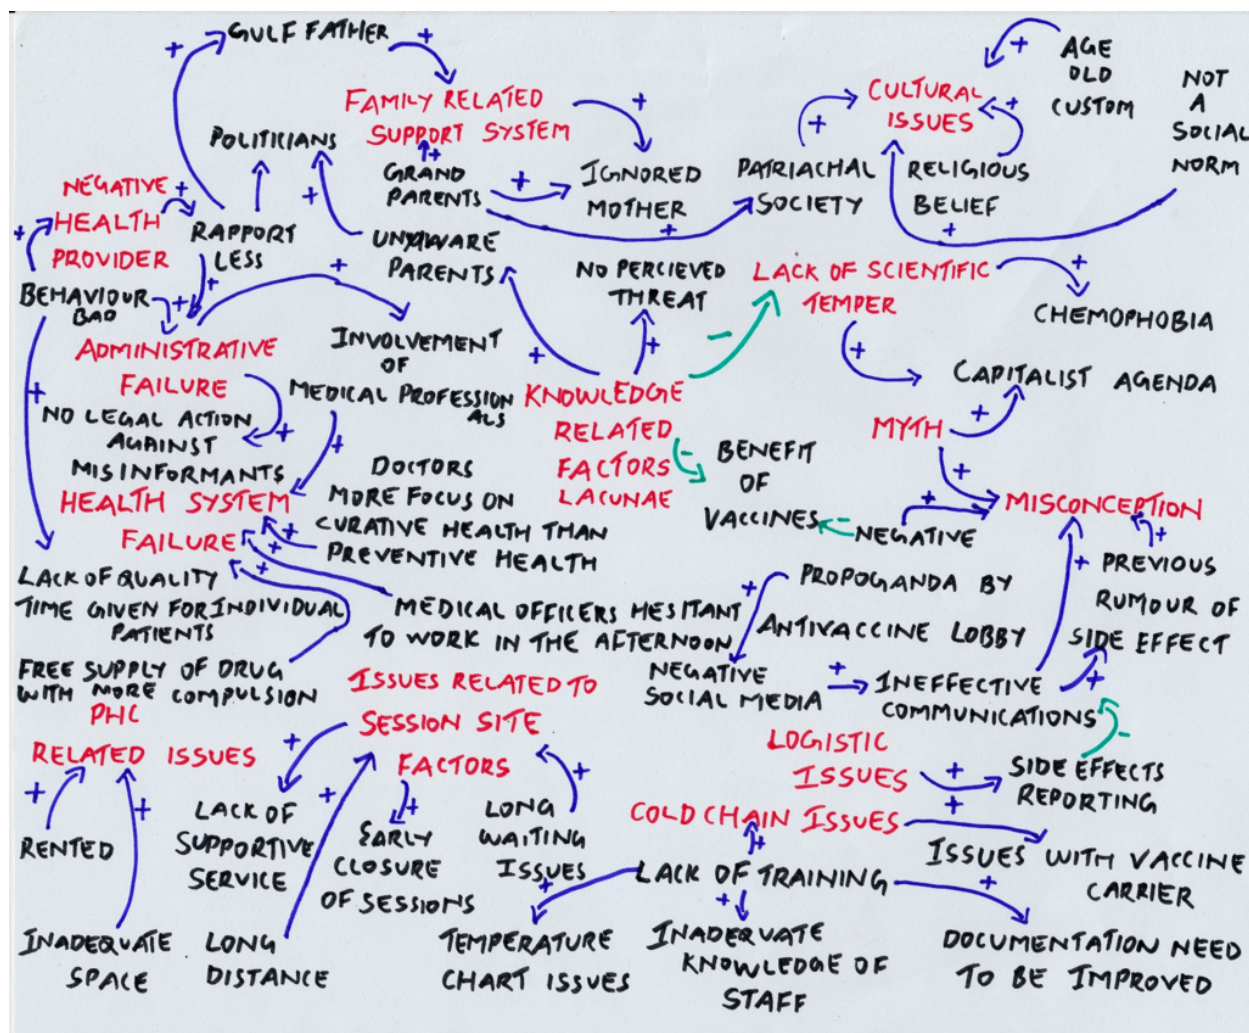 GULF FATHER
AGE
OLD
CUSTOM
NOT
A
SOCIAL
NORM
FAMILY RELATED
SUPPORT SYSTEM
CULTURAL
ISSUES
POLITICIANS
GRAND
PARENTS
IGNORED
MOTHER
PATRIACHAL
SOCIETY
RELIGIOUS
BELIEF
NEGATIVE
HEALTH
PROVIDER
RAPPORT
LESS
UNAWARE
PARENTS
NO PERCIEVED
THREAT
LACK OF SCIENTIFIC
TEMPER
CHEMOPHOBIA
BEHAVIOUR
BAD
ADMINISTRATIVE
FAILURE
INVOLVEMENT
OF
MEDICAL PROFESSION
ALS
KNOWLEDGE
RELATED
FACTORS
LACUNAE
CAPITALIST AGENDA
MYTH
NO LEGAL ACTION
AGAINST
MISINFORMANTS
BENEFIT
OF
VACCINES
HEALTH SYSTEM
FAILURE
DOCTORS
MORE FOCUS ON
CURATIVE HEALTH THAN
PREVENTIVE HEALTH
MISCONCEPTION
NEGATIVE
PROPOGANDA BY
ANTIVACCINE LOBBY
PREVIOUS
RUMOUR OF
SIDE EFFECT
LACK OF QUALITY
TIME GIVEN FOR INDIVIDUAL
PATIENTS
MEDICAL OFFICERS HESITANT
TO WORK IN THE AFTERNOON
FREE SUPPLY OF DRUG
WITH MORE COMPULSION
NEGATIVE
SOCIAL MEDIA
INEFFECTIVE
COMMUNICATIONS
PHC
RELATED ISSUES
ISSUES RELATED TO
SESSION SITE
FACTORS
LOGISTIC
ISSUES
SIDE EFFECTS
REPORTING
COLD CHAIN ISSUES
RENTED
LACK OF
SUPPORTIVE
SERVICE
EARLY
CLOSURE
OF SESSIONS
LONG
WAITING
ISSUES
LACK OF TRAINING
ISSUES WITH VACCINE
CARRIER
INADEQUATE
SPACE
LONG
DISTANCE
TEMPERATURE
CHART ISSUES
INADEQUATE
KNOWLEDGE OF
STAFF
DOCUMENTATION NEED
TO BE IMPROVED